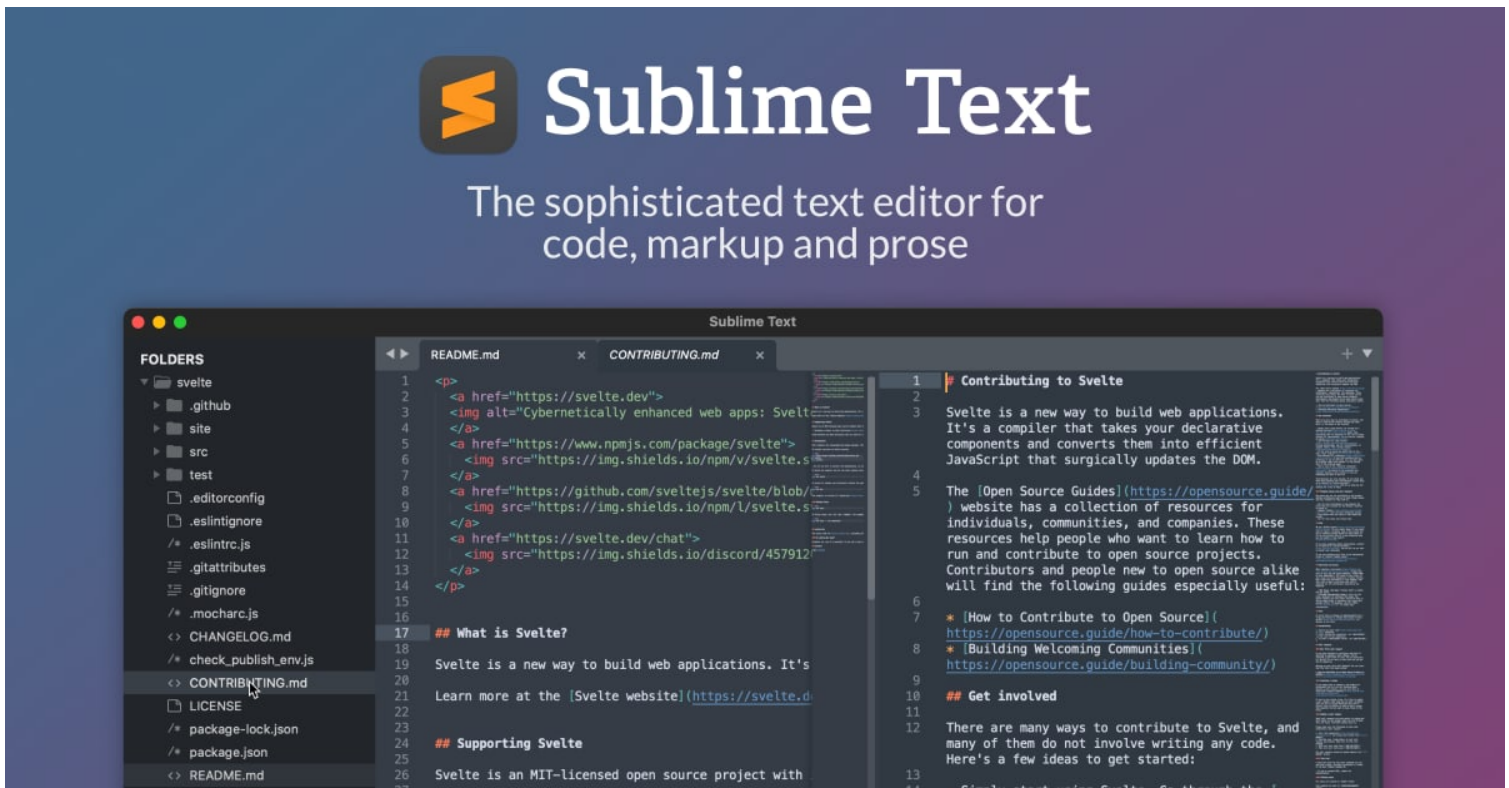 Sublime Text
The sophisticated text editor for
code, markup and prose
Sublime Text
FOLDERS
svelte
.github
site
src
test
.editorconfig
.eslintignore
/* .eslintrc.js
.gitattributes
.gitignore
/* .mocharc.js
<> CHANGELOG.md
/* check_publish_env.js
<> CONTRIBUTING.md
LICENSE
/* package-lock.json
/* package.json
<> README.md
README.md × CONTRIBUTING.md ×
1 <p>
2 <a href="https://svelte.dev">
3 <img alt="Cybernetically enhanced web apps: Svelt
4 </a>
5 <a href="https://www.npmjs.com/package/svelte">
6 <img src="https://img.shields.io/npm/v/svelte.s
7 </a>
8 <a href="https://github.com/sveltejs/svelte/blob/
9 <img src="https://img.shields.io/npm/l/svelte.s
10 </a>
11 <a href="https://svelte.dev/chat">
12 <img src="https://img.shields.io/discord/457912
13 </a>
14 </p>
15
16
17 ## What is Svelte?
18
19 Svelte is a new way to build web applications. It's
20
21 Learn more at the [Svelte website](https://svelte.d
22
23
24 ## Supporting Svelte
25
26 Svelte is an MIT-licensed open source project with
1 # Contributing to Svelte
2
3 Svelte is a new way to build web applications.
It's a compiler that takes your declarative
components and converts them into efficient
JavaScript that surgically updates the DOM.
4
5 The [Open Source Guides](https://opensource.guide/
) website has a collection of resources for
individuals, communities, and companies. These
resources help people who want to learn how to
run and contribute to open source projects.
Contributors and people new to open source alike
will find the following guides especially useful:
6
7 * [How to Contribute to Open Source](
https://opensource.guide/how-to-contribute/)
8 * [Building Welcoming Communities](
https://opensource.guide/building-community/)
9
10 ## Get involved
11
12 There are many ways to contribute to Svelte, and
many of them do not involve writing any code.
Here's a few ideas to get started:
13